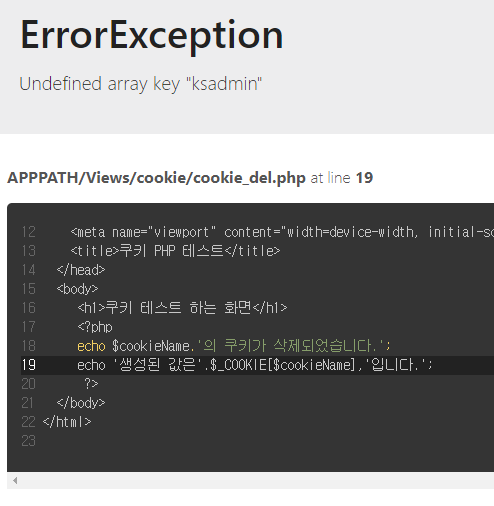 ErrorException
Undefined array key "ksadmin"
APPPATH/Views/cookie/cookie_del.php at line 19
12 <meta name="viewport" content="width=device-width, initial-sc
13 <title>쿠키 PHP 테스트</title>
14 </head>
15 <body>
16 <h1>쿠키 테스트 하는 화면</h1>
17 <?php
18 echo $cookieName.'의 쿠키가 삭제되었습니다.';
19 echo '생성된 값은'.$_COOKIE[$cookieName],'입니다.';
20 ?>
21 </body>
22 </html>
23